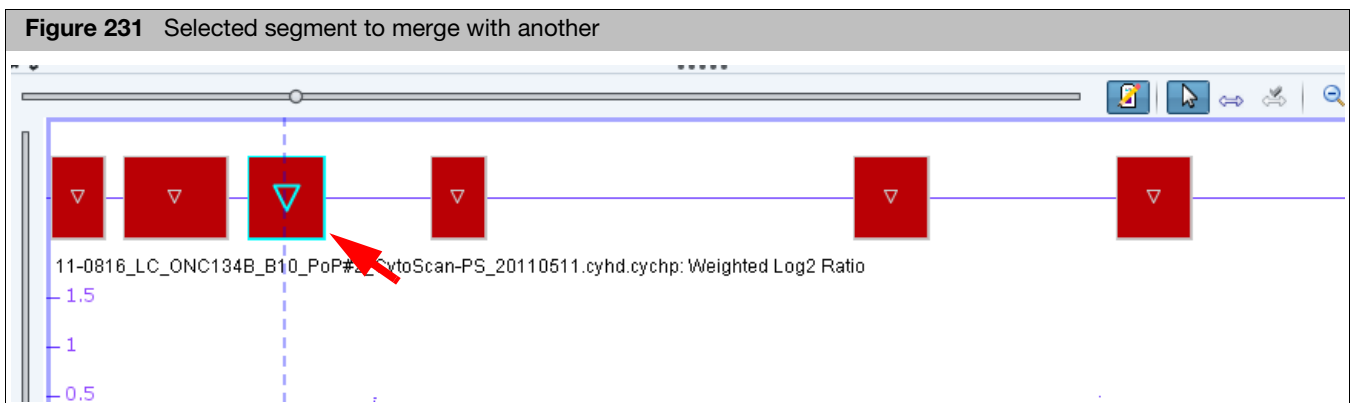 Figure 231 Selected segment to merge with another
11-0816_LC_ONC134B_B10_PoP#2_CytoScan-PS_20110511.cyhd.cychp: Weighted Log2 Ratio
1.5
1
0.5